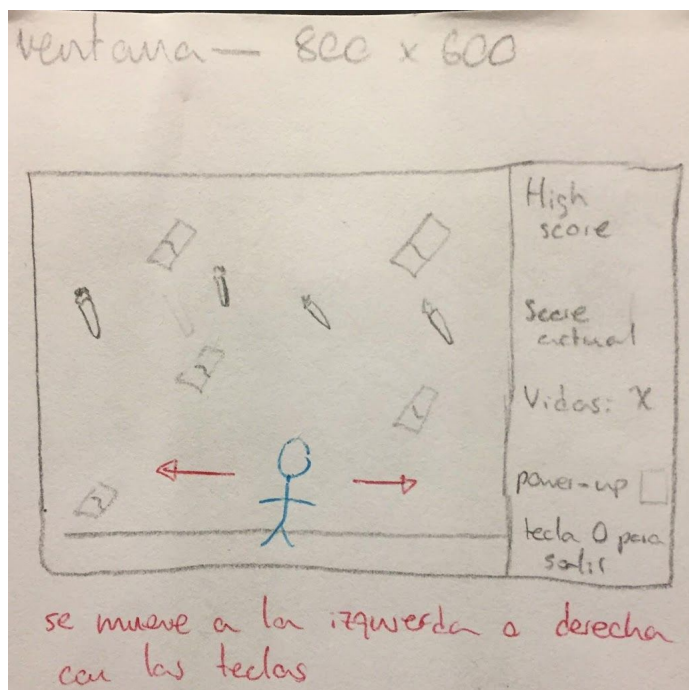 ventana — 800 x 600
High
score
Score
actual
Vidas: X
power-up
tecla 0 para
salir
se mueve a la izquierda o derecha
con las teclas